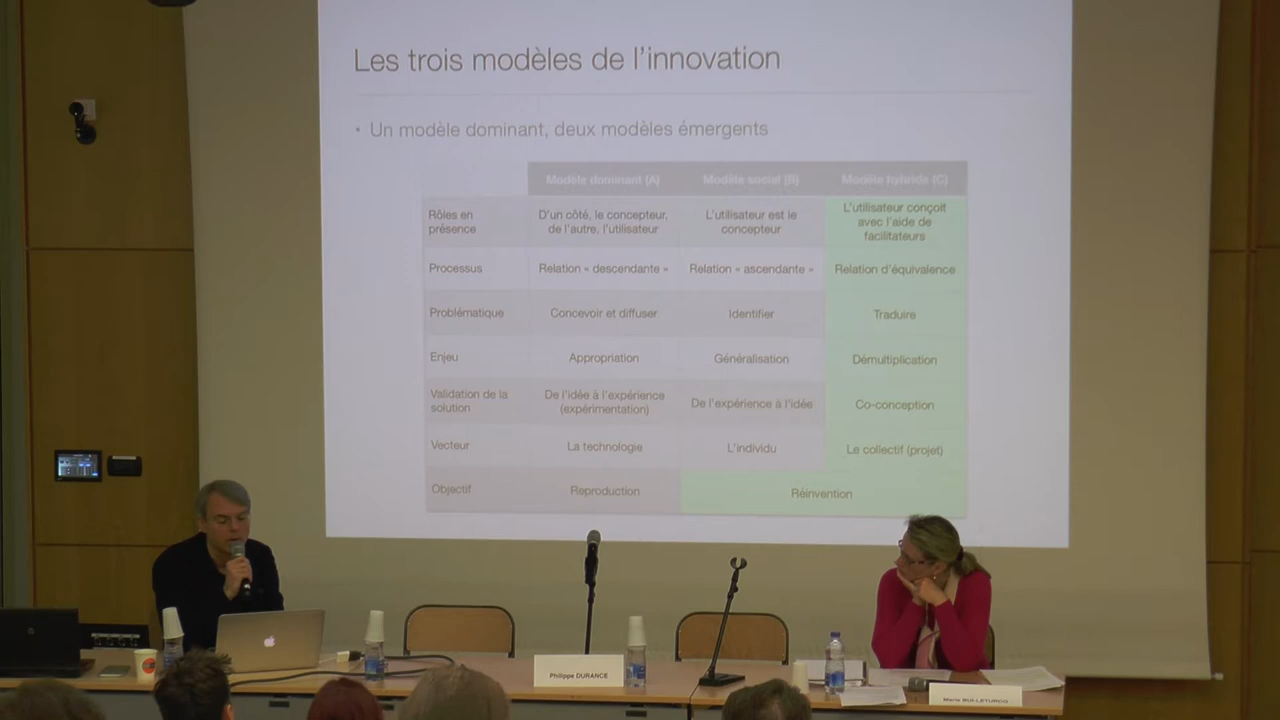 Les trois modèles de l'innovation
• Un modèle dominant, deux modèles émergents
Modèle dominant (A) Modèle social (B) Modèle hybride (C)
Rôles en présence D'un côté, le concepteur, de l'autre, l'utilisateur L'utilisateur est le concepteur L'utilisateur conçoit avec l'aide de facilitateurs
Processus Relation « descendante » Relation « ascendante » Relation d'équivalence
Problématique Concevoir et diffuser Identifier Traduire
Enjeu Appropriation Généralisation Démultiplication
Validation de la solution De l'idée à l'expérience (expérimentation) De l'expérience à l'idée Co-conception
Vecteur La technologie L'individu Le collectif (projet)
Objectif Reproduction Réinvention
Philippe DURANCE
Marie